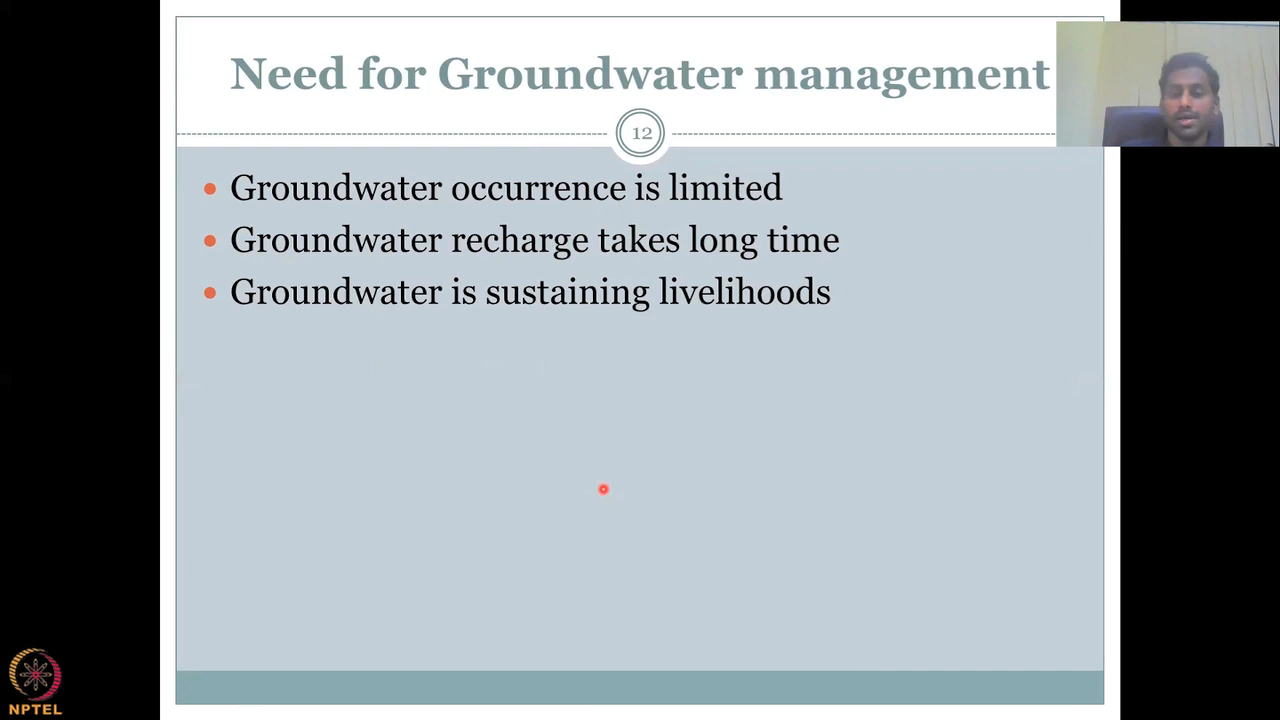 Need for Groundwater management
12
Groundwater occurrence is limited
Groundwater recharge takes long time
Groundwater is sustaining livelihoods
NPTEL